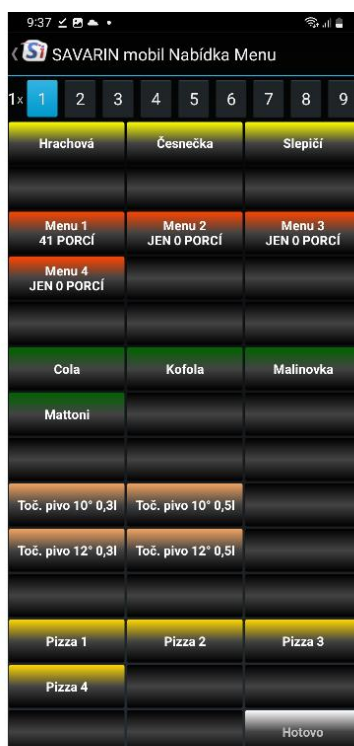 9:37
Si SAVARIN mobil Nabídka Menu
1x 1 2 3 4 5 6 7 8 9
Hrachová Česnečka Slepičí
Menu 1 Menu 2 Menu 3
41 PORCÍ JEN 0 PORCÍ JEN 0 PORCÍ
Menu 4
JEN 0 PORCÍ
Cola Kofola Malinovka
Mattoni
Toč. pivo 10° 0,3l Toč. pivo 10° 0,5l
Toč. pivo 12° 0,3l Toč. pivo 12° 0,5l
Pizza 1 Pizza 2 Pizza 3
Pizza 4
Hotovo